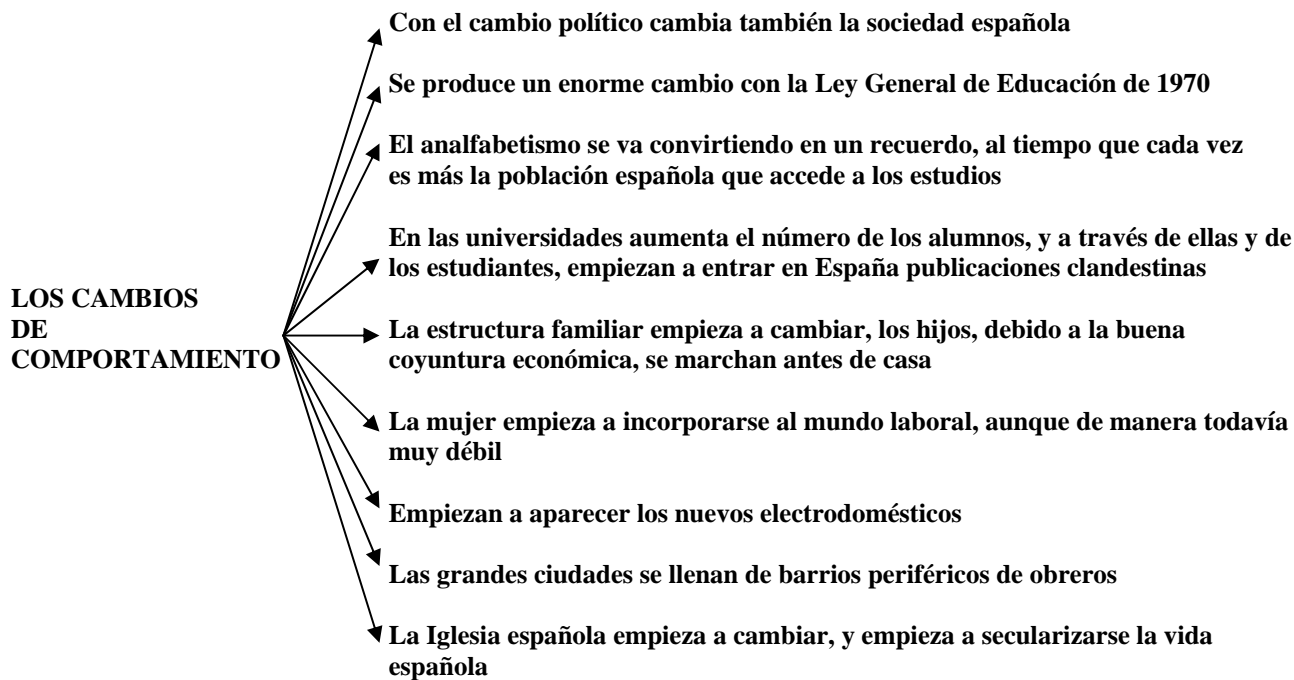 Con el cambio político cambia también la sociedad española
Se produce un enorme cambio con la Ley General de Educación de 1970
El analfabetismo se va convirtiendo en un recuerdo, al tiempo que cada vez
es más la población española que accede a los estudios
En las universidades aumenta el número de los alumnos, y a través de ellas y de
los estudiantes, empiezan a entrar en España publicaciones clandestinas
LOS CAMBIOS
DE
COMPORTAMIENTO
La estructura familiar empieza a cambiar, los hijos, debido a la buena
coyuntura económica, se marchan antes de casa
La mujer empieza a incorporarse al mundo laboral, aunque de manera todavía
muy débil
Empiezan a aparecer los nuevos electrodomésticos
Las grandes ciudades se llenan de barrios periféricos de obreros
La Iglesia española empieza a cambiar, y empieza a secularizarse la vida
española